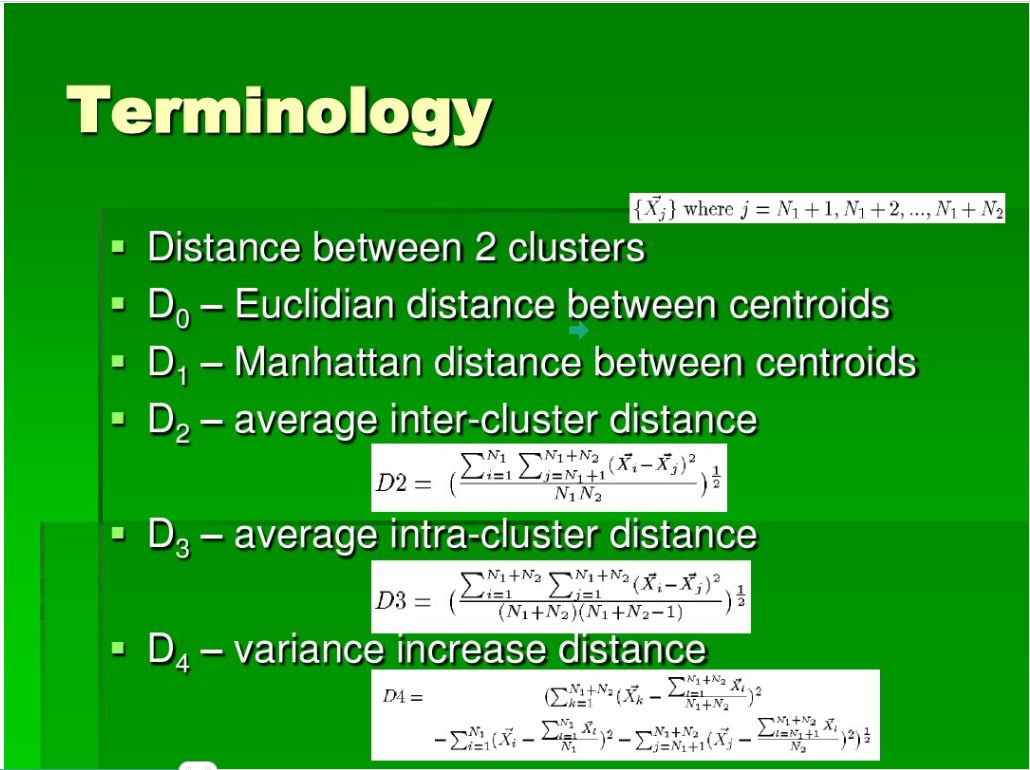 Terminology
{X⃗_j} where j = N_1 + 1, N_1 + 2, ..., N_1 + N_2
▪ Distance between 2 clusters
▪ D_0 – Euclidian distance between centroids
▪ D_1 – Manhattan distance between centroids
▪ D_2 – average inter-cluster distance
D2 = (\frac{\sum_{i=1}^{N_1} \sum_{j=N_1+1}^{N_1+N_2} (\vec{X}_i - \vec{X}_j)^2}{N_1 N_2})^{\frac{1}{2}}
▪ D_3 – average intra-cluster distance
D3 = (\frac{\sum_{i=1}^{N_1+N_2} \sum_{j=1}^{N_1+N_2} (\vec{X}_i - \vec{X}_j)^2}{(N_1+N_2)(N_1+N_2-1)})^{\frac{1}{2}}
▪ D_4 – variance increase distance
D4 = (\sum_{k=1}^{N_1+N_2} (\vec{X}_k - \frac{\sum_{l=1}^{N_1+N_2} \vec{X}_l}{N_1+N_2})^2
- \sum_{i=1}^{N_1} (\vec{X}_i - \frac{\sum_{l=1}^{N_1} \vec{X}_l}{N_1})^2 - \sum_{j=N_1+1}^{N_1+N_2} (\vec{X}_j - \frac{\sum_{l=N_1+1}^{N_1+N_2} \vec{X}_l}{N_2})^2)^{\frac{1}{2}}